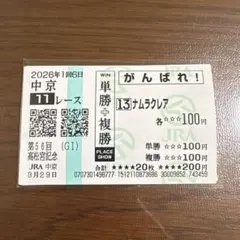 2026年1回6日
中京
11レース
第56回
(GI)
高松宮記念
JRA 中京
3月29日
WIN
単勝+複勝
PLACE SHOW
がんばれ!
13 ナムラクレア
各☆☆☆100円
JRA
単勝 ☆☆☆100円
複勝 ☆☆☆100円
合計 ★★★★20枚 ★★★★200円